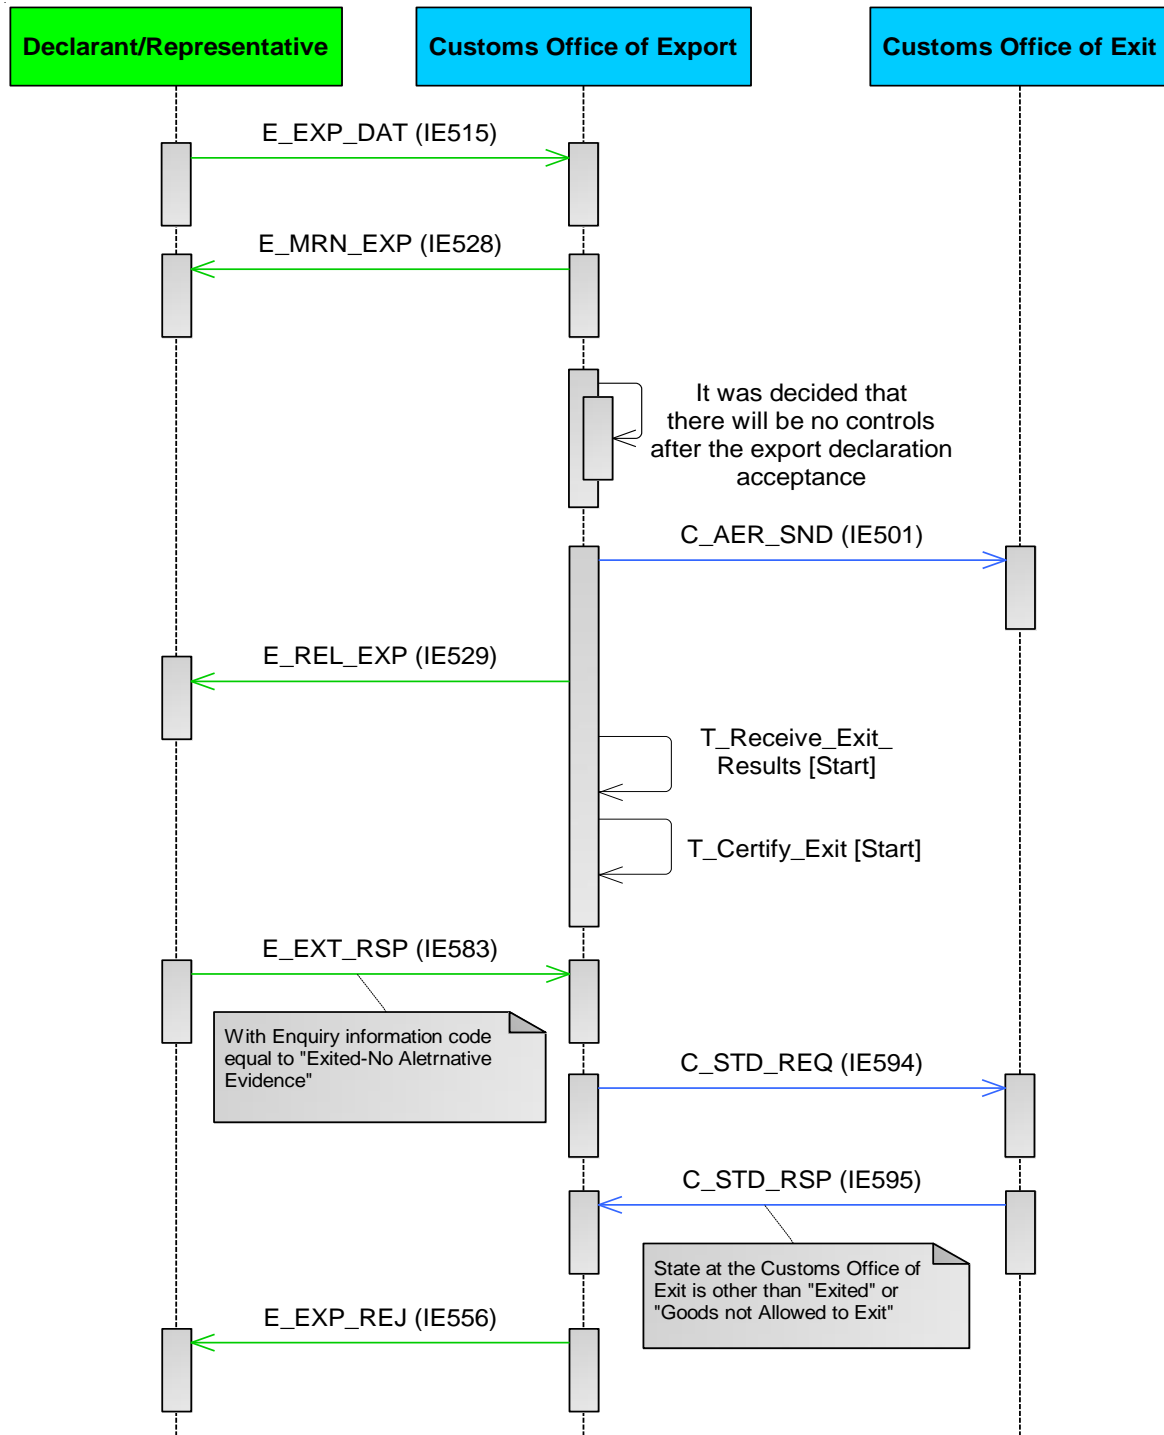 Declarant/Representative
Customs Office of Export
Customs Office of Exit
E_EXP_DAT (IE515)
E_MRN_EXP (IE528)
It was decided that
there will be no controls
after the export declaration
acceptance
C_AER_SND (IE501)
E_REL_EXP (IE529)
T_Receive_Exit_
Results [Start]
T_Certify_Exit [Start]
E_EXT_RSP (IE583)
With Enquiry information code
equal to "Exited-No Aletrnative
Evidence"
C_STD_REQ (IE594)
C_STD_RSP (IE595)
State at the Customs Office of
Exit is other than "Exited" or
"Goods not Allowed to Exit"
E_EXP_REJ (IE556)